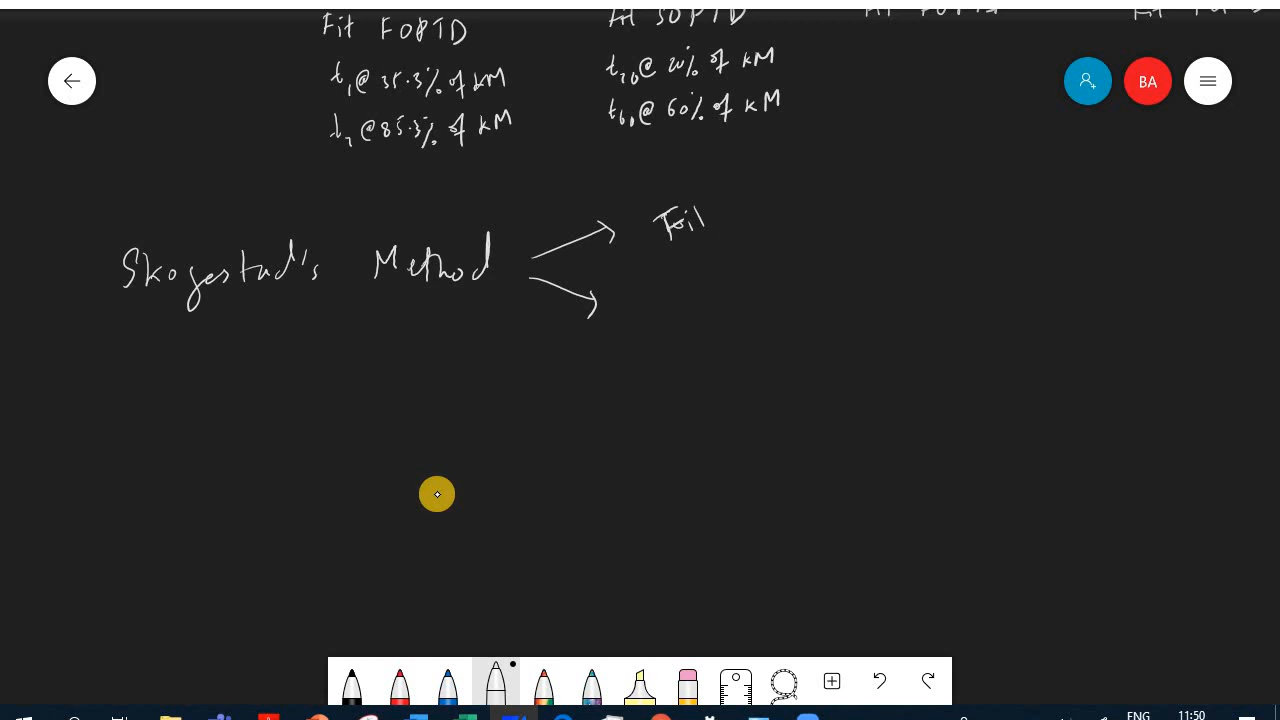 Fit FOPTD
t1 @ 35.3% of KM
t2 @ 85.3% of KM
Fit SOPTD
t20 @ 20% of KM
t60 @ 60% of KM
Skogestad's Method
BA
ENG
11:50